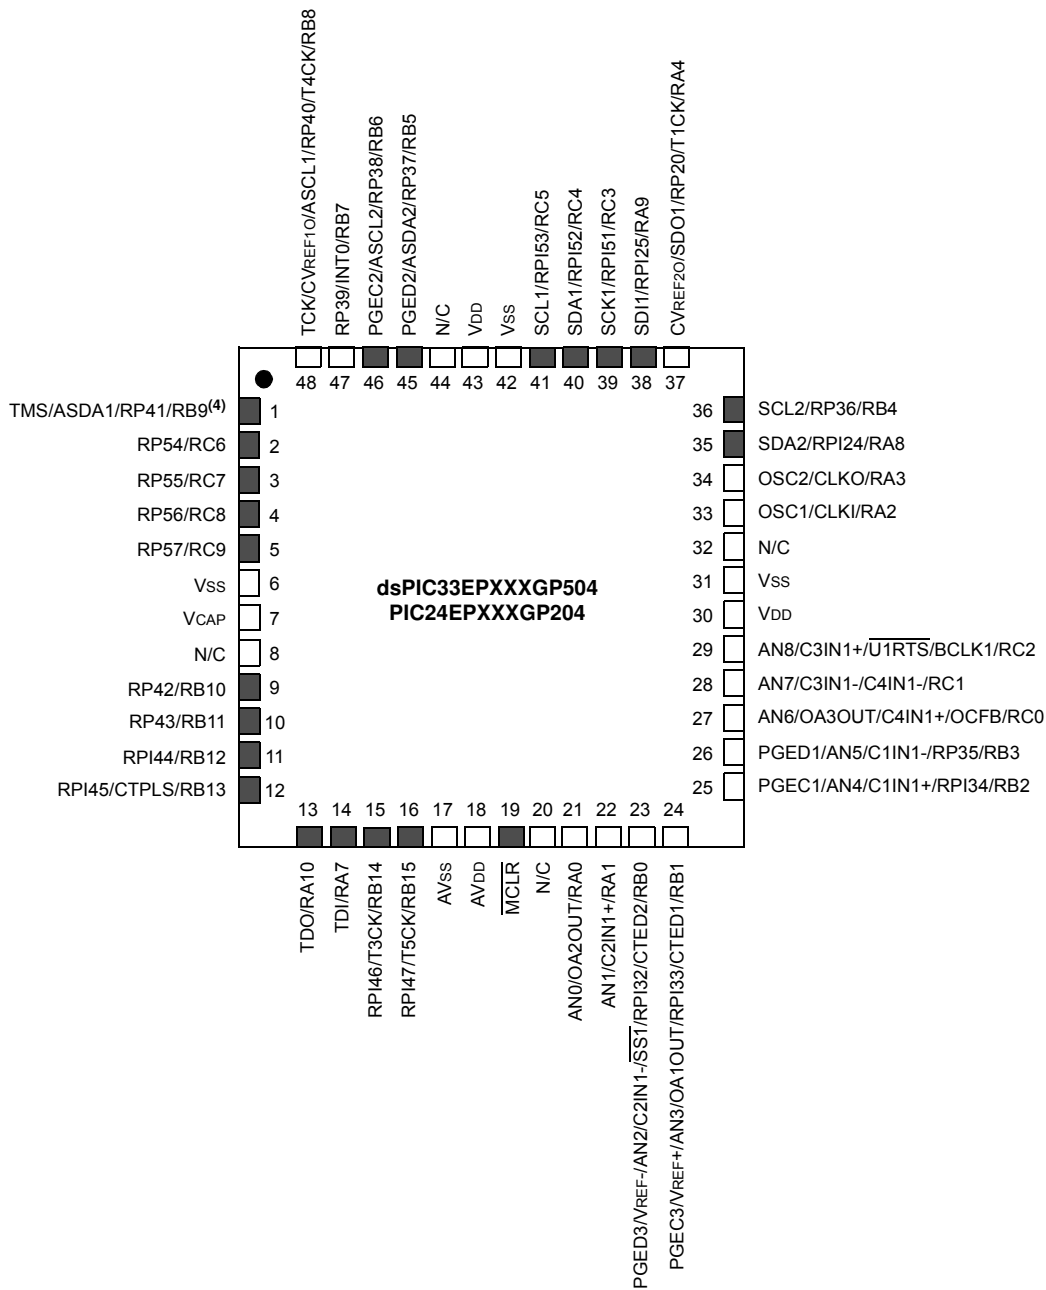 TCK/CVREF1O/ASCL1/RP40/T4CK/RB8
RP39/INT0/RB7
PGEC2/ASCL2/RP38/RB6
PGED2/ASDA2/RP37/RB5
N/C
VDD
VSS
SCL1/RPI53/RC5
SDA1/RPI52/RC4
SCK1/RPI51/RC3
SDI1/RPI25/RA9
CVREF2O/SDO1/RP20/T1CK/RA4
48 47 46 45 44 43 42 41 40 39 38 37
TMS/ASDA1/RP41/RB9(4) 1
RP54/RC6 2
RP55/RC7 3
RP56/RC8 4
RP57/RC9 5
VSS 6
VCAP 7
N/C 8
RP42/RB10 9
RP43/RB11 10
RPI44/RB12 11
RPI45/CTPLS/RB13 12
dsPIC33EPXXXGP504
PIC24EPXXXGP204
36 SCL2/RP36/RB4
35 SDA2/RPI24/RA8
34 OSC2/CLKO/RA3
33 OSC1/CLKI/RA2
32 N/C
31 VSS
30 VDD
29 AN8/C3IN1+/U1RTS/BCLK1/RC2
28 AN7/C3IN1-/C4IN1-/RC1
27 AN6/OA3OUT/C4IN1+/OCFB/RC0
26 PGED1/AN5/C1IN1-/RP35/RB3
25 PGEC1/AN4/C1IN1+/RPI34/RB2
13 14 15 16 17 18 19 20 21 22 23 24
TDO/RA10
TDI/RA7
RPI46/T3CK/RB14
RPI47/T5CK/RB15
AVSS
AVDD
MCLR
N/C
AN0/OA2OUT/RA0
AN1/C2IN1+/RA1
PGED3/VREF-/AN2/C2IN1-/SS1/RPI32/CTED2/RB0
PGEC3/VREF+/AN3/OA1OUT/RPI33/CTED1/RB1